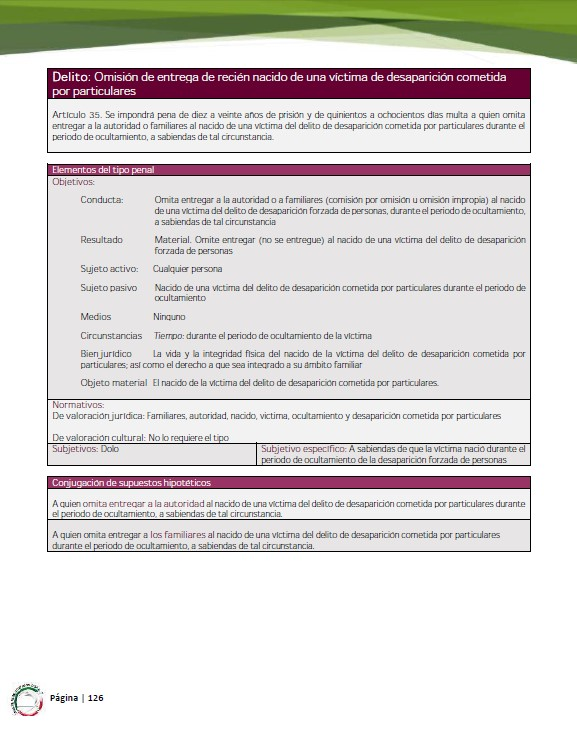 Delito: Omisión de entrega de recién nacido de una víctima de desaparición cometida
por particulares
Artículo 35. Se impondrá pena de diez a veinte años de prisión y de quinientos a ochocientos días multa a quien omita
entregar a la autoridad o familiares al nacido de una víctima del delito de desaparición cometida por particulares durante el
periodo de ocultamiento, a sabiendas de tal circunstancia.
Elementos del tipo penal
Objetivos:
Conducta: Omita entregar a la autoridad o a familiares (comisión por omisión u omisión impropia) al nacido
de una víctima del delito de desaparición forzada de personas, durante el periodo de ocultamiento,
a sabiendas de tal circunstancia
Resultado Material. Omite entregar (no se entregue) al nacido de una víctima del delito de desaparición
forzada de personas
Sujeto activo: Cualquier persona
Sujeto pasivo Nacido de una víctima del delito de desaparición cometida por particulares durante el periodo de
ocultamiento
Medios Ninguno
Circunstancias Tiempo: durante el periodo de ocultamiento de la víctima
Bien jurídico La vida y la integridad física del nacido de la víctima del delito de desaparición cometida por
particulares; así como el derecho a que sea integrado a su ámbito familiar
Objeto material El nacido de la víctima del delito de desaparición cometida por particulares.
Normativos:
De valoración jurídica: Familiares, autoridad, nacido, victima, ocultamiento y desaparición cometida por particulares
De valoración cultural: No lo requiere el tipo
Subjetivos: Dolo
Subjetivo específico: A sabiendas de que la víctima nació durante el
periodo de ocultamiento de la desaparición forzada de personas
Conjugación de supuestos hipotéticos
A quien omita entregar a la autoridad al nacido de una víctima del delito de desaparición cometida por particulares durante
el periodo de ocultamiento, a sabiendas de tal circunstancia.
A quien omita entregar a los familiares al nacido de una víctima del delito de desaparición cometida por particulares
durante el periodo de ocultamiento, a sabiendas de tal circunstancia.
Página | 126